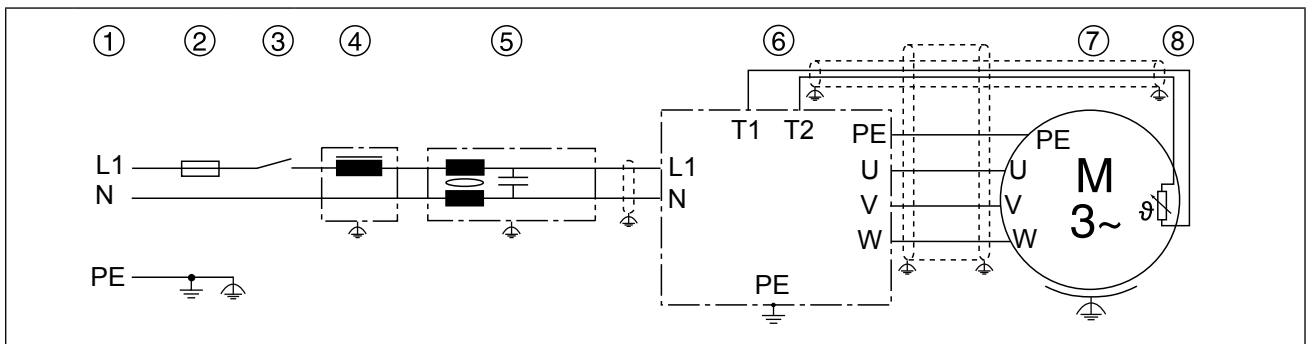 ① ② ③ ④ ⑤ ⑥ ⑦ ⑧
T1 T2
PE PE
L1 L1 U U M
N N V V 3~ ϑ
W W
PE PE